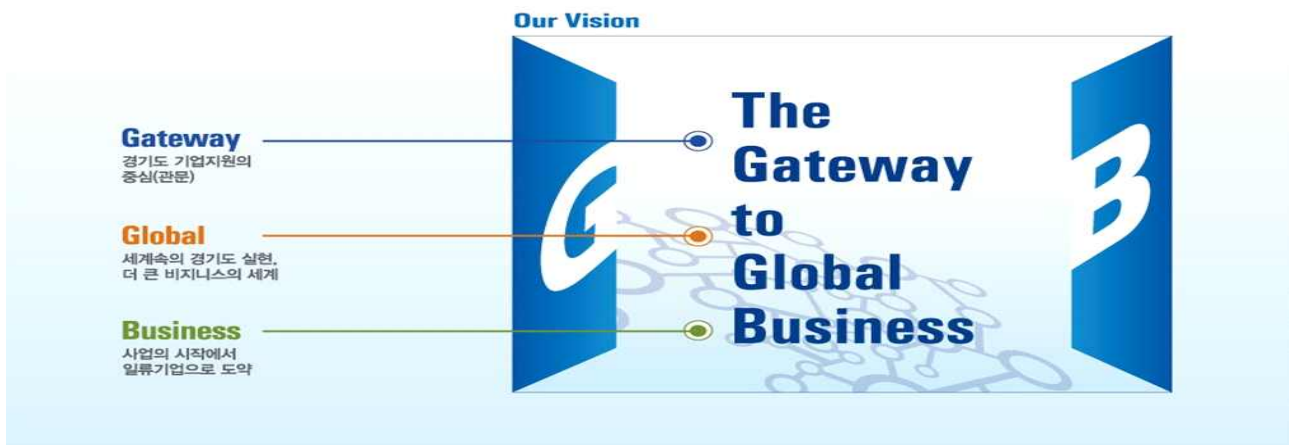 Our Vision
Gateway
경기도 기업지원의
중심(관문)
Global
세계속의 경기도 실현,
더 큰 비지니스의 세계
Business
사업의 시작에서
일류기업으로 도약
G
The
Gateway
to
Global
Business
B